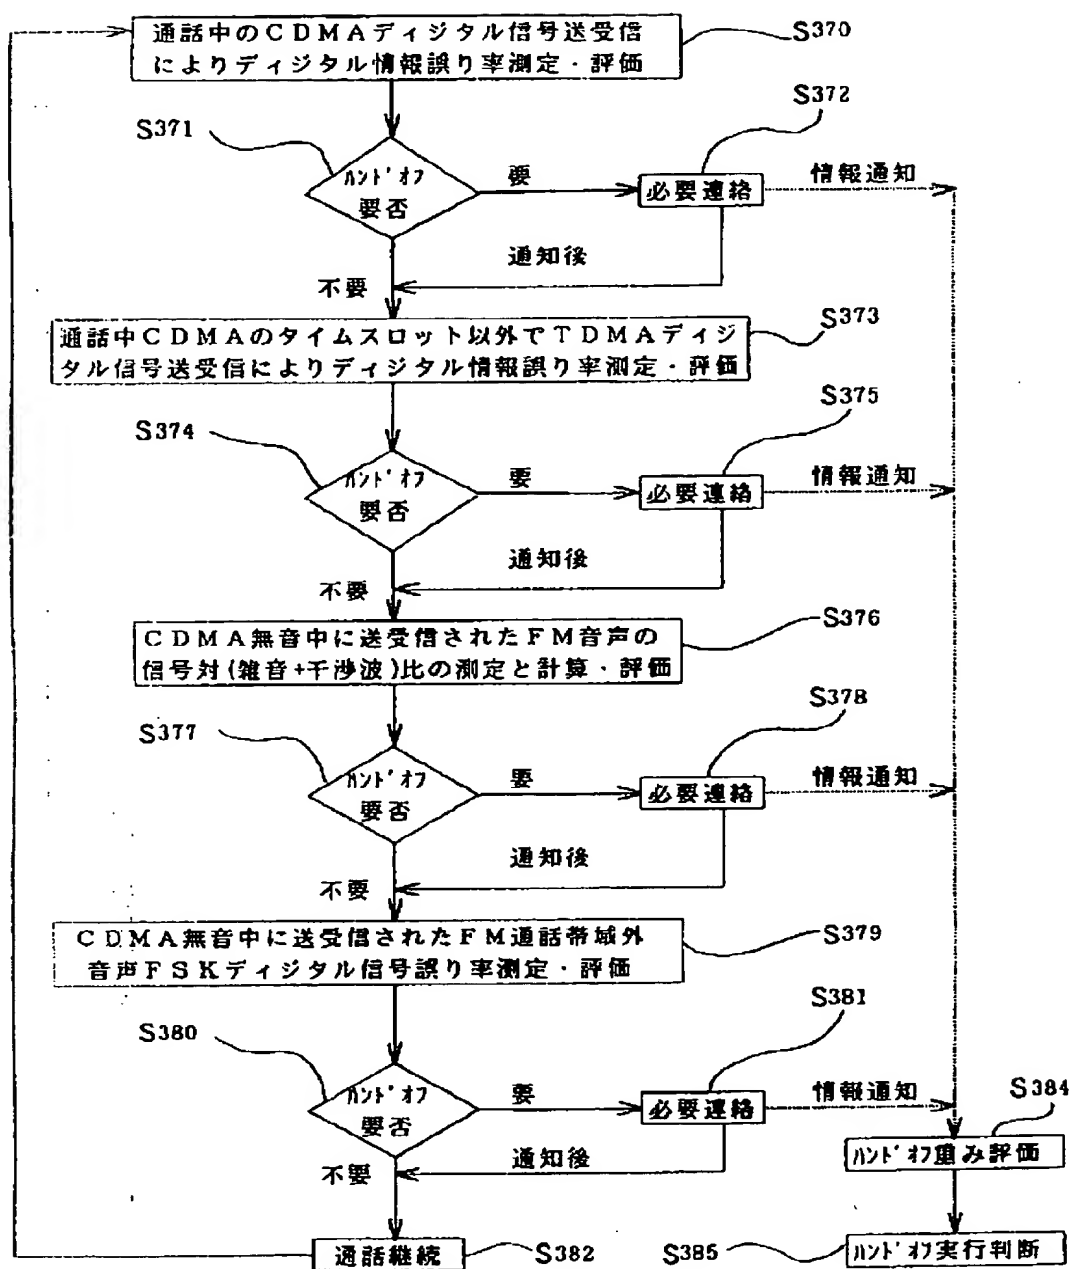 通話中のCDMAディジタル信号送受信
によりディジタル情報誤り率測定・評価
S370
S371
ハンドオフ
要否
要
S372
必要連絡
情報通知
通知後
不要
通話中CDMAのタイムスロット以外でTDMAディジ
タル信号送受信によりディジタル情報誤り率測定・評価
S373
S374
ハンドオフ
要否
要
S375
必要連絡
情報通知
通知後
不要
CDMA無音中に送受信されたFM音声の
信号対(雑音+干渉波)比の測定と計算・評価
S376
S377
ハンドオフ
要否
要
S378
必要連絡
情報通知
通知後
不要
CDMA無音中に送受信されたFM通話帯域外
音声FSKディジタル信号誤り率測定・評価
S379
S380
ハンドオフ
要否
要
S381
必要連絡
情報通知
通知後
不要
S384
ハンドオフ重み評価
通話継続
S382
S385
ハンドオフ実行判断